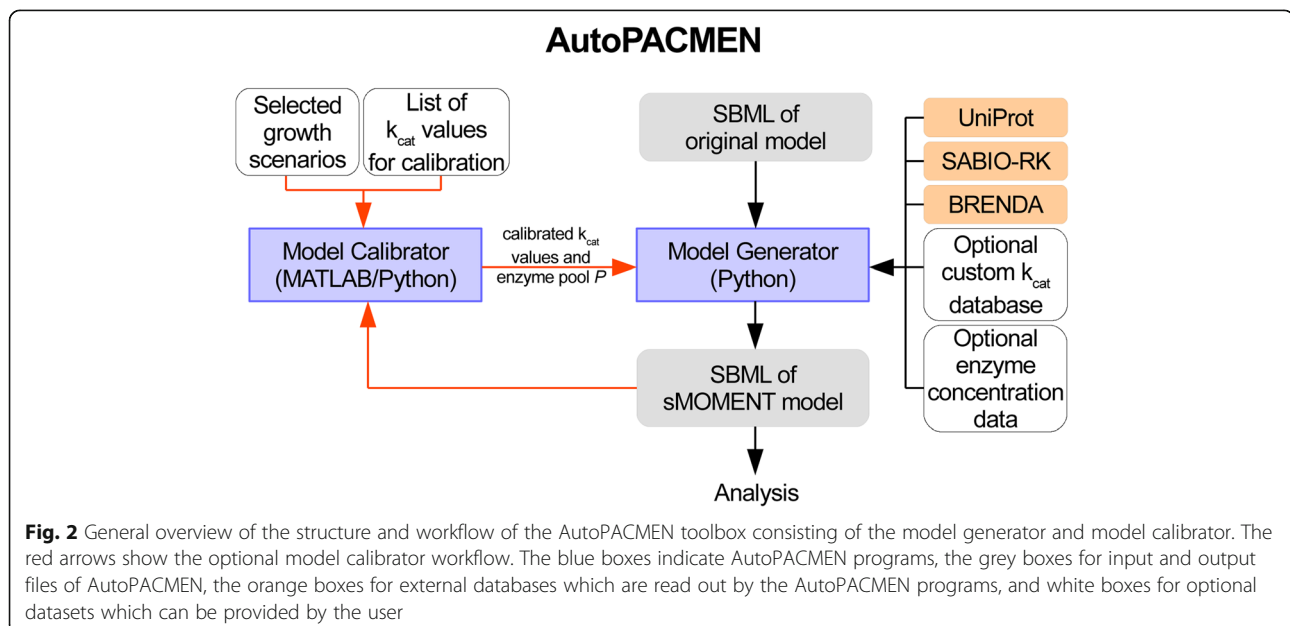 AutoPACMEN
Selected
growth
scenarios
List of
k_cat values
for calibration
SBML of
original model
UniProt
SABIO-RK
BRENDA
Optional
custom k_cat
database
Optional
enzyme
concentration
data
Model Calibrator
(MATLAB/Python)
calibrated k_cat
values and
enzyme pool P
Model Generator
(Python)
SBML of
sMOMENT model
Analysis
Fig. 2 General overview of the structure and workflow of the AutoPACMEN toolbox consisting of the model generator and model calibrator. The
red arrows show the optional model calibrator workflow. The blue boxes indicate AutoPACMEN programs, the grey boxes for input and output
files of AutoPACMEN, the orange boxes for external databases which are read out by the AutoPACMEN programs, and white boxes for optional
datasets which can be provided by the user